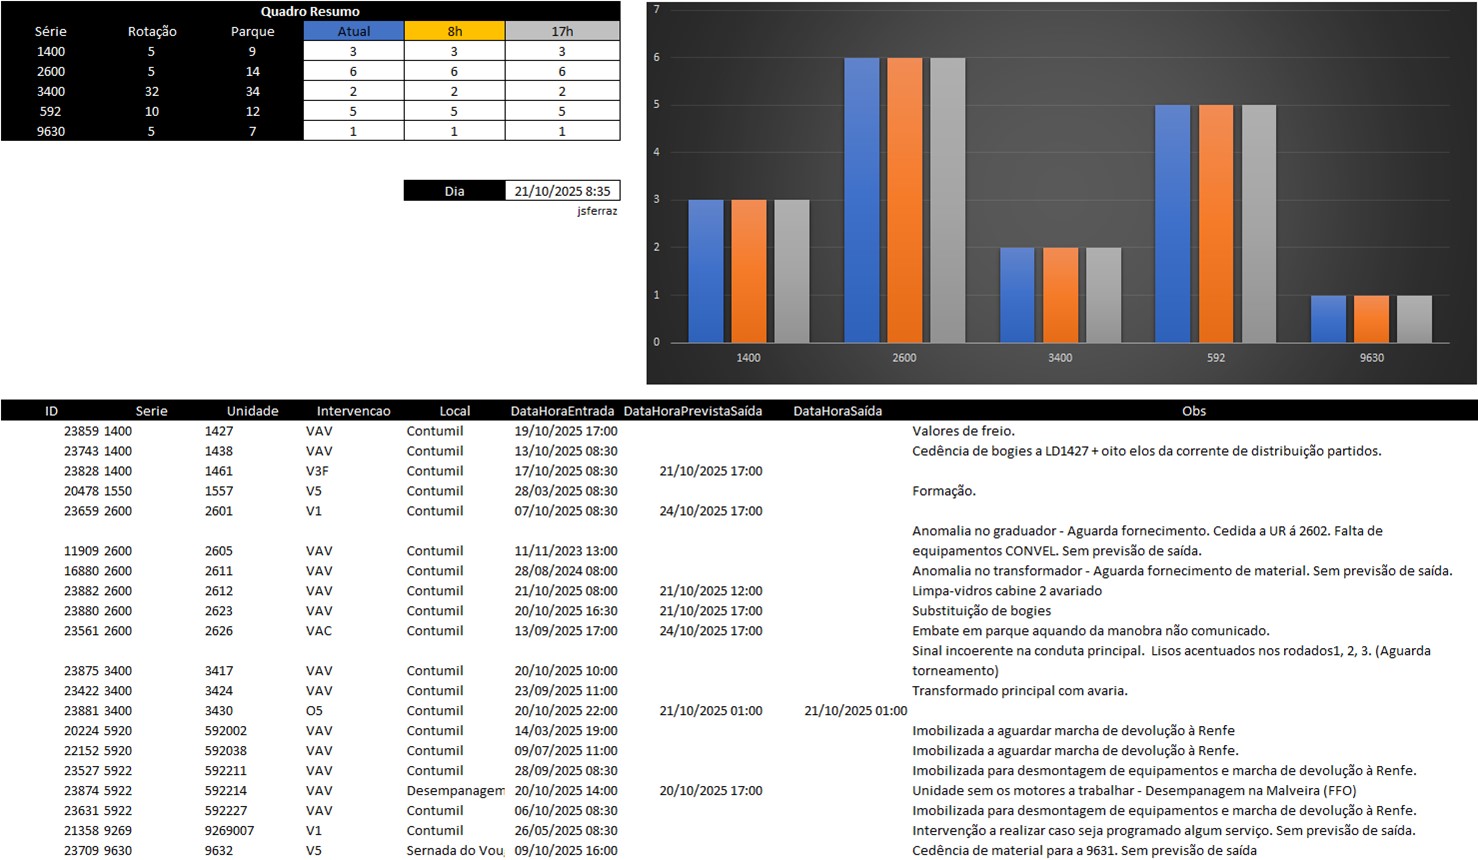 Quadro Resumo
Série Rotação Parque Atual 8h 17h
1400 5 9 3 3 3
2600 5 14 6 6 6
3400 32 34 2 2 2
592 10 12 5 5 5
9630 5 7 1 1 1
Dia 21/10/2025 8:35
jsferraz
7
6
5
4
3
2
1
0
1400 2600 3400 592 9630
ID Serie Unidade Intervencao Local DataHoraEntrada DataHoraPrevistaSaída DataHoraSaída Obs
23859 1400 1427 VAV Contumil 19/10/2025 17:00 Valores de freio.
23743 1400 1438 VAV Contumil 13/10/2025 08:30 Cedência de bogies a LD1427 + oito elos da corrente de distribuição partidos.
23828 1400 1461 V3F Contumil 17/10/2025 08:30 21/10/2025 17:00
20478 1550 1557 V5 Contumil 28/03/2025 08:30 Formação.
23659 2600 2601 V1 Contumil 07/10/2025 08:30 24/10/2025 17:00
Anomalia no graduador - Aguarda fornecimento. Cedida a UR á 2602. Falta de
11909 2600 2605 VAV Contumil 11/11/2023 13:00 equipamentos CONVEL. Sem previsão de saída.
16880 2600 2611 VAV Contumil 28/08/2024 08:00 Anomalia no transformador - Aguarda fornecimento de material. Sem previsão de saída.
23882 2600 2612 VAV Contumil 21/10/2025 08:00 21/10/2025 12:00 Limpa-vidros cabine 2 avariado
23880 2600 2623 VAV Contumil 20/10/2025 16:30 21/10/2025 17:00 Substituição de bogies
23561 2600 2626 VAC Contumil 13/09/2025 17:00 24/10/2025 17:00 Embate em parque aquando da manobra não comunicado.
Sinal incoerente na conduta principal. Lisos acentuados nos rodados1, 2, 3. (Aguarda
23875 3400 3417 VAV Contumil 20/10/2025 10:00 torneamento)
23422 3400 3424 VAV Contumil 23/09/2025 11:00 Transformado principal com avaria.
23881 3400 3430 O5 Contumil 20/10/2025 22:00 21/10/2025 01:00 21/10/2025 01:00
20224 5920 592002 VAV Contumil 14/03/2025 19:00 Imobilizada a aguardar marcha de devolução à Renfe
22152 5920 592038 VAV Contumil 09/07/2025 11:00 Imobilizada a aguardar marcha de devolução à Renfe.
23527 5922 592211 VAV Contumil 28/09/2025 08:30 Imobilizada para desmontagem de equipamentos e marcha de devolução à Renfe.
23874 5922 592214 VAV Desempanagem 20/10/2025 14:00 20/10/2025 17:00 Unidade sem os motores a trabalhar - Desempanagem na Malveira (FFO)
23631 5922 592227 VAV Contumil 06/10/2025 08:30 Imobilizada para desmontagem de equipamentos e marcha de devolução à Renfe.
21358 9269 9269007 V1 Contumil 26/05/2025 08:30 Intervenção a realizar caso seja programado algum serviço. Sem previsão de saída.
23709 9630 9632 V5 Sernada do Vou 09/10/2025 16:00 Cedência de material para a 9631. Sem previsão de saída